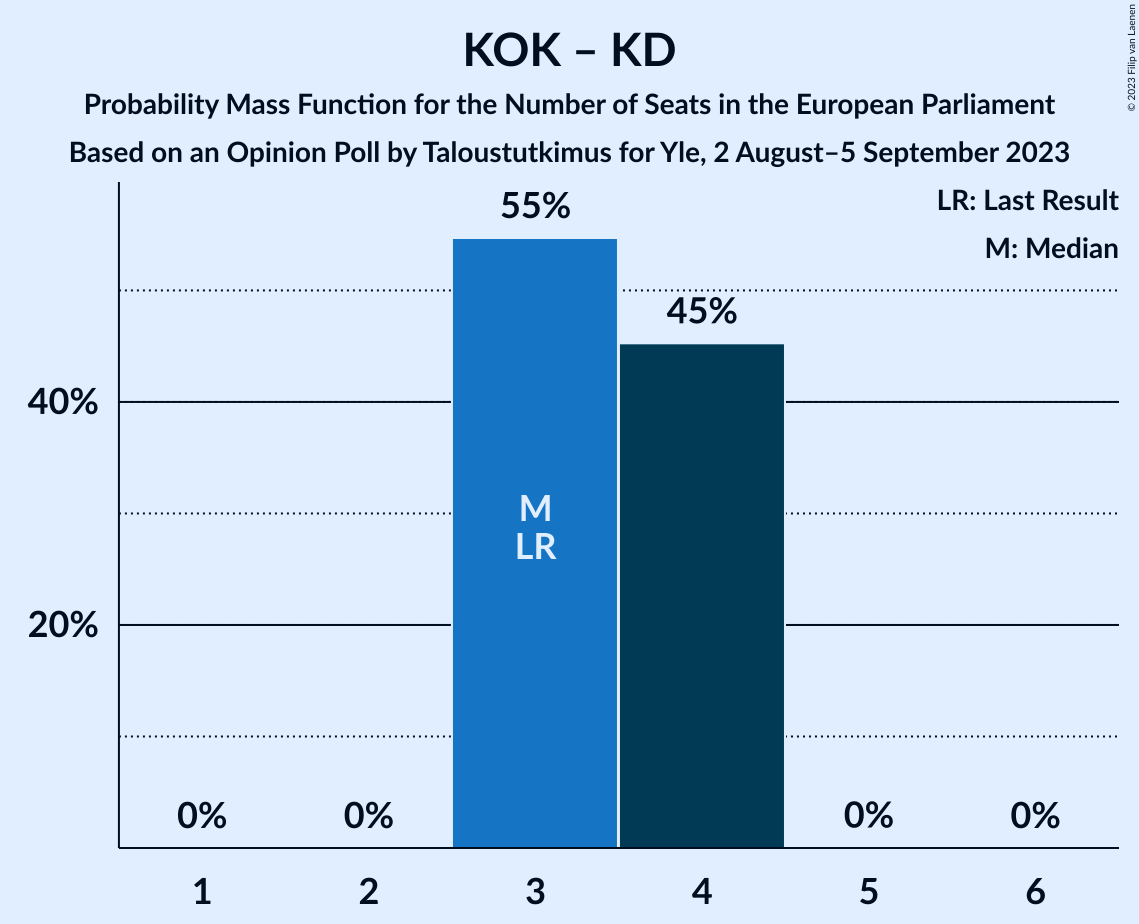 KOK – KD
Probability Mass Function for the Number of Seats in the European Parliament
Based on an Opinion Poll by Taloustutkimus for Yle, 2 August–5 September 2023
© 2023 Filip van Laenen
LR: Last Result
M: Median
55%
45%
40%
M
LR
20%
0%
0%
0%
0%
1
2
3
4
5
6